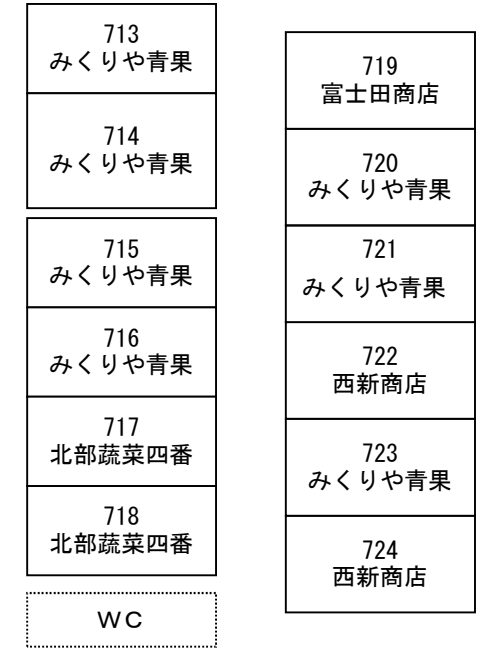 713
みくりや青果
714
みくりや青果
715
みくりや青果
716
みくりや青果
717
北部蔬菜四番
718
北部蔬菜四番
ＷＣ
719
富士田商店
720
みくりや青果
721
みくりや青果
722
西新商店
723
みくりや青果
724
西新商店